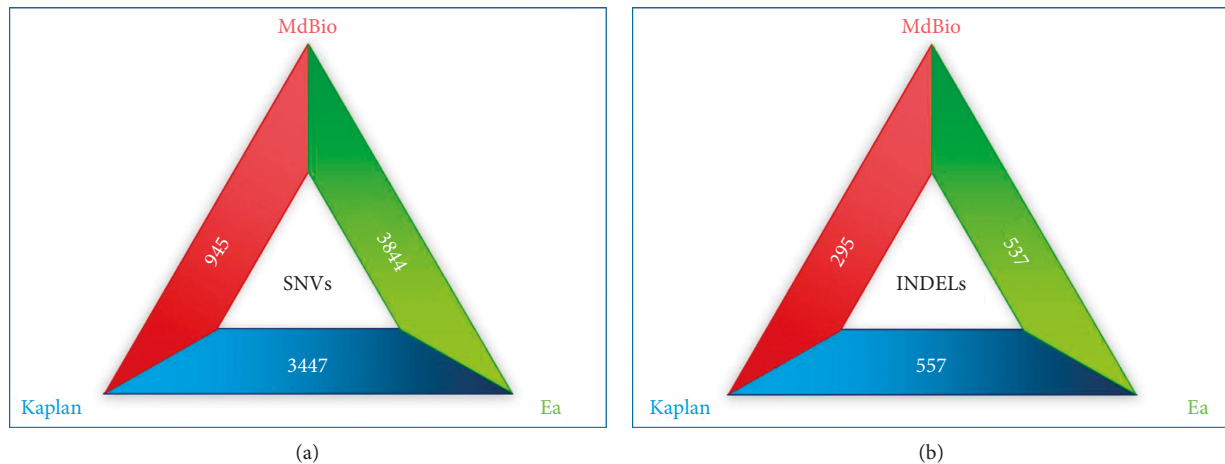 MdBio
945
3844
SNVs
3447
Kaplan
Ea
(a)
MdBio
295
537
INDELs
557
Kaplan
Ea
(b)